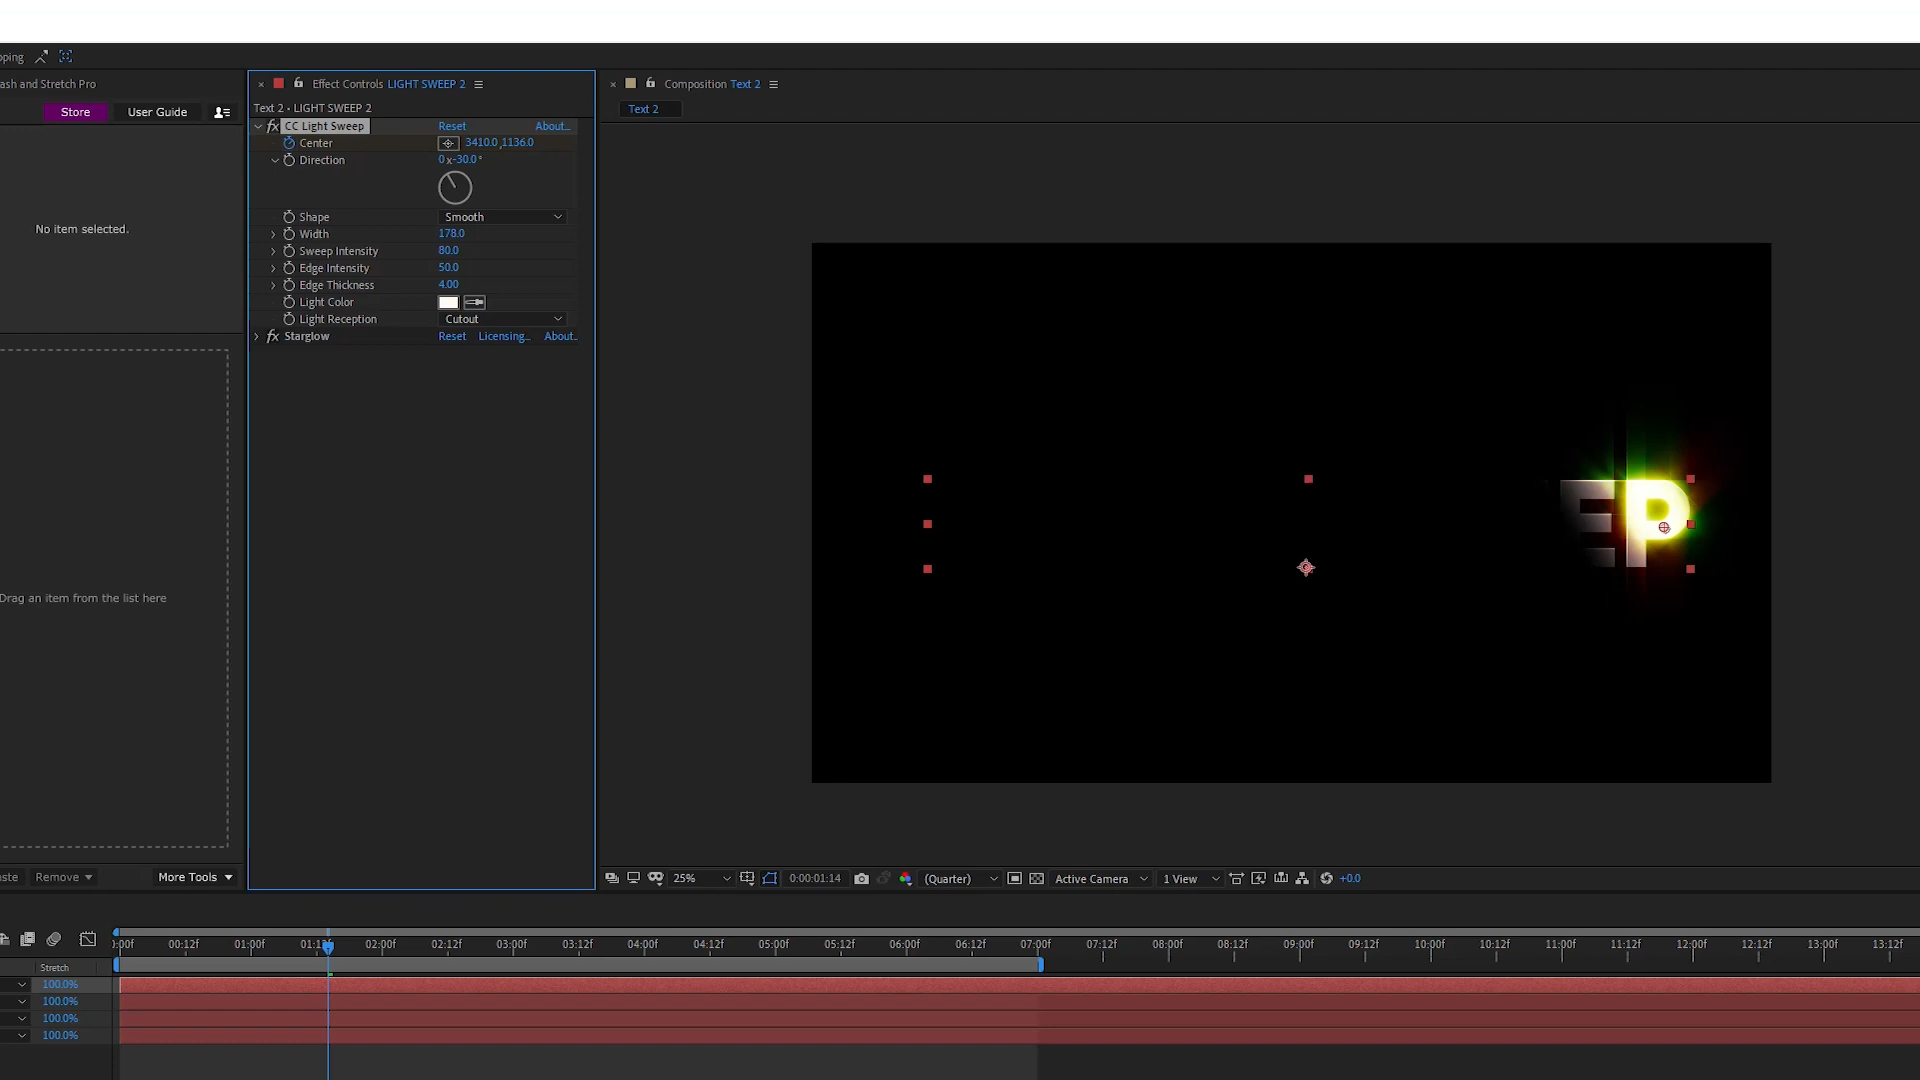 pping
ash and Stretch Pro
Store
User Guide
No item selected.
Drag an item from the list here
ste
Remove
More Tools
Effect Controls LIGHT SWEEP 2
Text 2 • LIGHT SWEEP 2
fx CC Light Sweep Reset About...
Center 3410.0,1136.0
Direction 0x-30.0°
Shape Smooth
Width 178.0
Sweep Intensity 80.0
Edge Intensity 50.0
Edge Thickness 4.00
Light Color
Light Reception Cutout
fx Starglow Reset Licensing... About..
Composition Text 2
Text 2
EP
25%
0:00:01:14
(Quarter)
Active Camera
1 View
+0.0
):00f 00:12f 01:00f 01:12f 02:00f 02:12f 03:00f 03:12f 04:00f 04:12f 05:00f 05:12f 06:00f 06:12f 07:00f 07:12f 08:00f 08:12f 09:00f 09:12f 10:00f 10:12f 11:00f 11:12f 12:00f 12:12f 13:00f 13:12f
Stretch
100.0%
100.0%
100.0%
100.0%